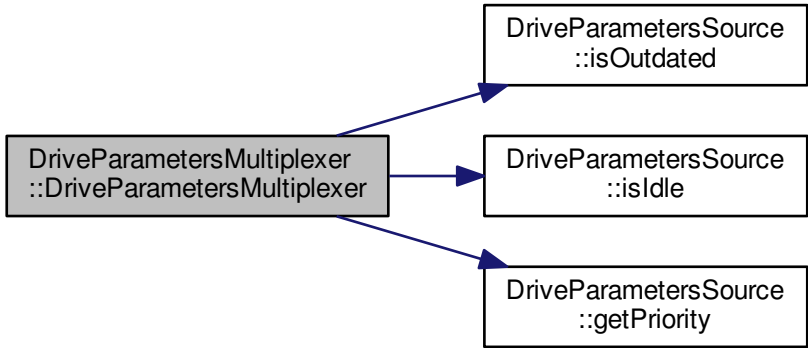 DriveParametersSource
::isOutdated
DriveParametersMultiplexer
::DriveParametersMultiplexer
DriveParametersSource
::isIdle
DriveParametersSource
::getPriority